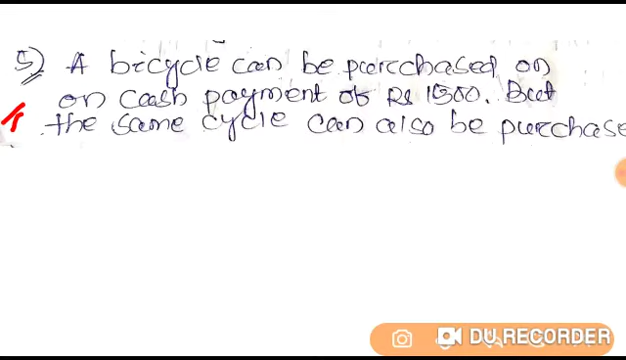 5) A bicycle can be purchased on
on cash payment of Rs 1500. But
the same cycle can also be purchase
DU RECORDER